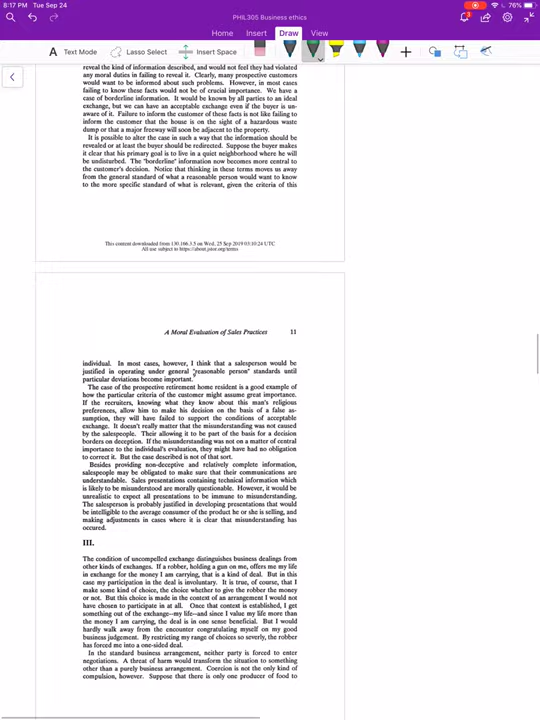 8:17 PM Tue Sep 24
76%
PHIL305 Business ethics
Home Insert Draw View
3
A Text Mode Lasso Select Insert Space
reveal the kind of information described, and would not feel they had violated
any moral duties in failing to reveal it. Clearly, many prospective customers
would want to be informed about such problems. However, in most cases
failing to know these facts would not be of crucial importance. We have a
case of borderline information. It would be known by all parties to an ideal
exchange, but we can have an acceptable exchange even if the buyer is un-
aware of it. Failure to inform the customer of these facts is not like failing to
inform the customer that the house is on the sight of a hazardous waste
dump or that a major freeway will soon be adjacent to the property.
It is possible to alter the case in such a way that the information should be
revealed or at least the buyer should be redirected. Suppose the buyer makes
it clear that his primary goal is to live in a quiet neighborhood where he will
be undisturbed. The "borderline" information now becomes more central to
the customer's decision. Notice that thinking in these terms moves us away
from the general standard of what a reasonable person would want to know
to the more specific standard of what is relevant, given the criteria of this
This content downloaded from 130.166.3.5 on Wed, 25 Sep 2019 03:10:24 UTC
All use subject to https://about.jstor.org/terms
A Moral Evaluation of Sales Practices 11
individual. In most cases, however, I think that a salesperson would be
justified in operating under general "reasonable person" standards until
particular deviations become important.
The case of the prospective retirement home resident is a good example of
how the particular criteria of the customer might assume great importance.
If the recruiters, knowing what they know about this man's religious
preferences, allow him to make his decision on the basis of a false as-
sumption, they will have failed to support the conditions of acceptable
exchange. It doesn't really matter that the misunderstanding was not caused
by the salespeople. Their allowing it to be part of the basis for a decision
borders on deception. If the misunderstanding was not on a matter of central
importance to the individual's evaluation, they might have had no obligation
to correct it. But the case described is not of that sort.
Besides providing non-deceptive and relatively complete information,
salespeople may be obligated to make sure that their communications are
understandable. Sales presentations containing technical information which
is likely to be misunderstood are morally questionable. However, it would be
unrealistic to expect all presentations to be immune to misunderstanding.
The salesperson is probably justified in developing presentations that would
be intelligible to the average consumer of the product he or she is selling, and
making adjustments in cases where it is clear that misunderstanding has
occured.
III.
The condition of uncompelled exchange distinguishes business dealings from
other kinds of exchanges. If a robber, holding a gun on me, offers me my life
in exchange for the money I am carrying, that is a kind of deal. But in this
case my participation in the deal is involuntary. It is true, of course, that I
make some kind of choice, the choice whether to give the robber the money
or not. But this choice is made in the context of an arrangement I would not
have chosen to participate in at all. Once that context is established, I get
something out of the exchange--my life--and since I value my life more than
the money I am carrying, the deal is in one sense beneficial. But I would
hardly walk away from the encounter congratulating myself on my good
business judgement. By restricting my range of choices so severely, the robber
has forced me into a one-sided deal.
In the standard business arrangement, neither party is forced to enter
negotiations. A threat of harm would transform the situation to something
other than a purely business arrangement. Coercion is not the only kind of
compulsion, however. Suppose that there is only one producer of food to